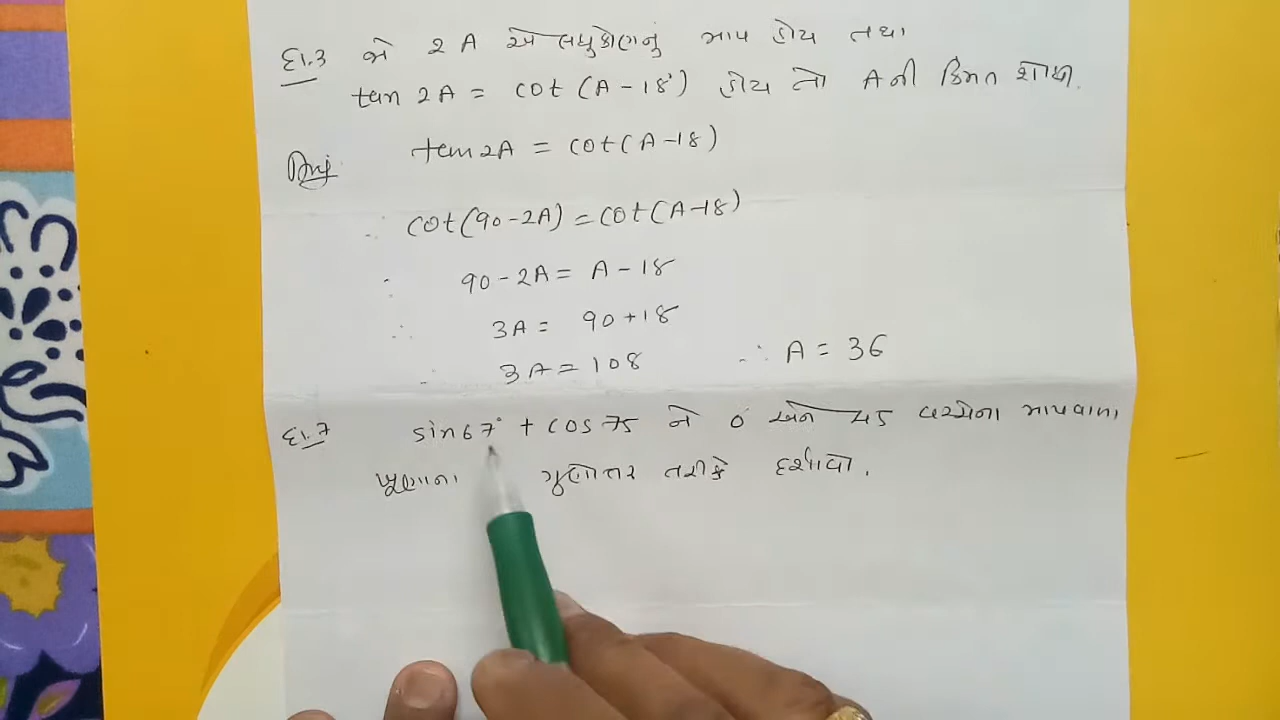 દા.3 જો 2A એ લઘુકોણનું માપ હોય તથા
tan 2A = cot (A - 18°) હોય તો A ની કિંમત શોધો.
Ans: tan 2A = cot(A-18)
∴ cot(90-2A) = cot(A-18)
∴ 90-2A = A-18
∴ 3A = 90+18
∴ 3A = 108 ∴ A = 36
દા.7 sin 67° + cos 75 ને 0° અને 45 વચ્ચેના માપવાળા
ખૂણાના ગુણોત્તર તરીકે દર્શાવો.